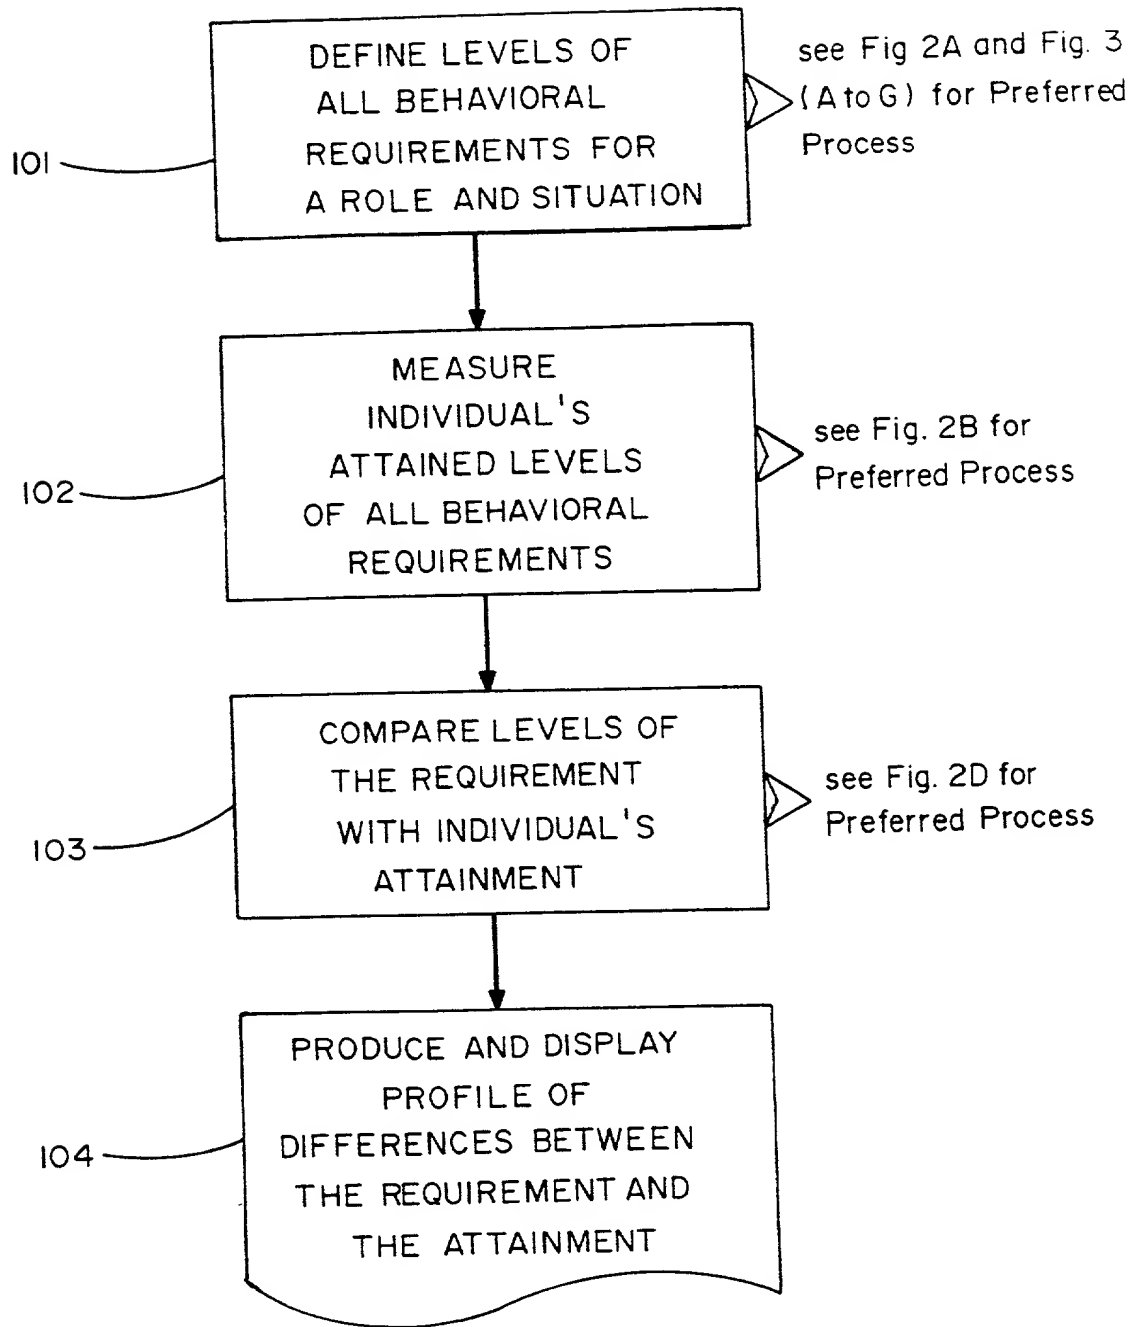 DEFINE LEVELS OF
ALL BEHAVIORAL
REQUIREMENTS FOR
A ROLE AND SITUATION
see Fig 2A and Fig. 3
(A to G) for Preferred
Process
101
MEASURE
INDIVIDUAL'S
ATTAINED LEVELS
OF ALL BEHAVIORAL
REQUIREMENTS
see Fig. 2B for
Preferred Process
102
COMPARE LEVELS OF
THE REQUIREMENT
WITH INDIVIDUAL'S
ATTAINMENT
see Fig. 2D for
Preferred Process
103
PRODUCE AND DISPLAY
PROFILE OF
DIFFERENCES BETWEEN
THE REQUIREMENT AND
THE ATTAINMENT
104